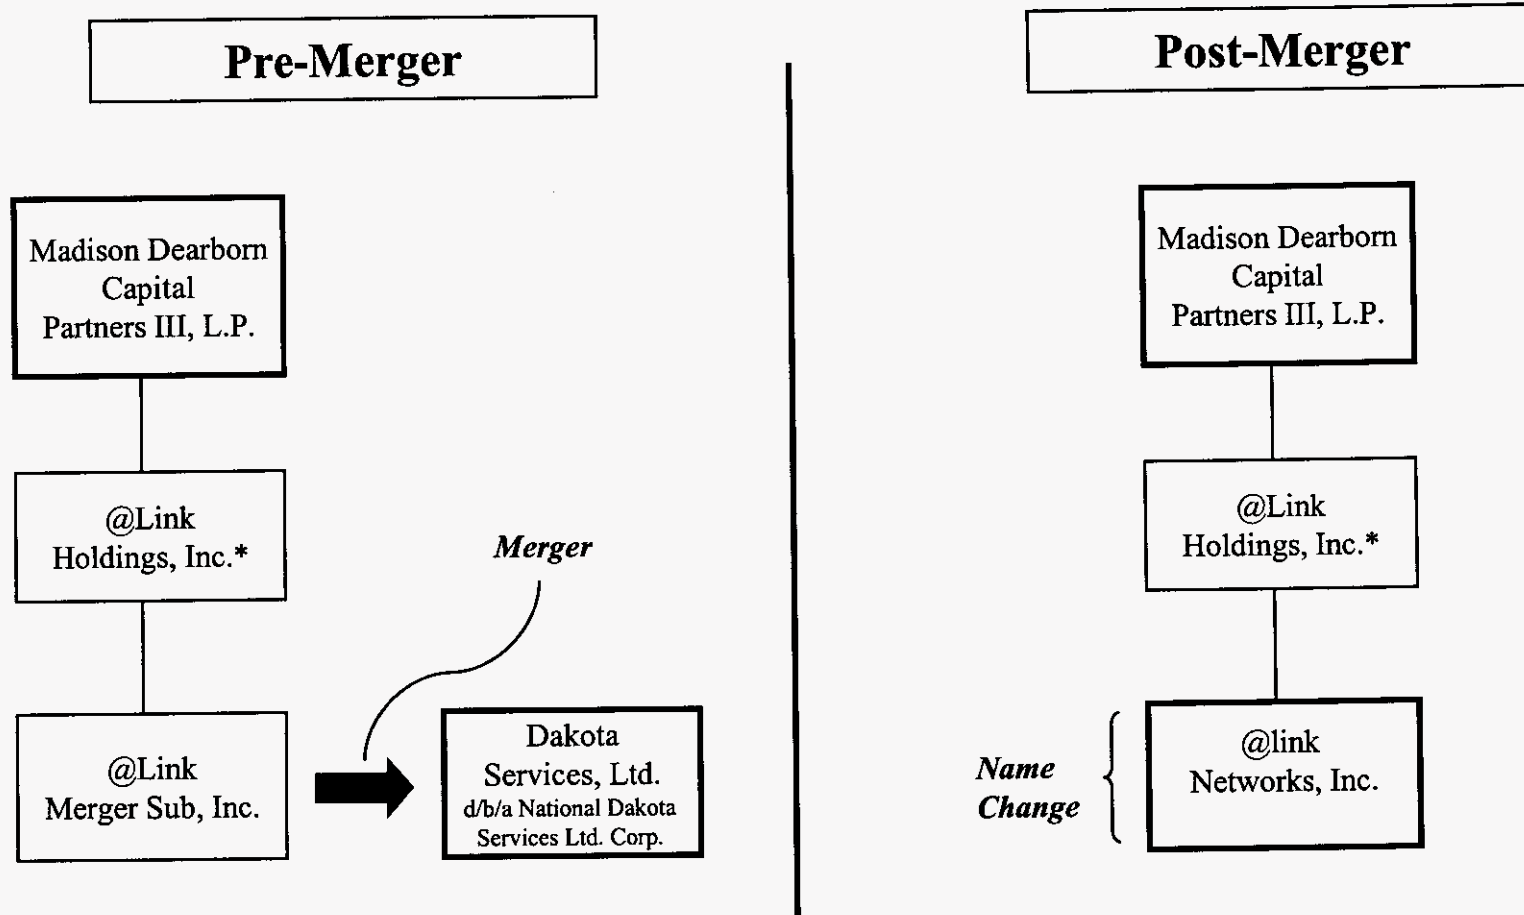 Pre-Merger
Madison Dearborn
Capital
Partners III, L.P.
@Link
Holdings, Inc.*
Merger
@Link
Merger Sub, Inc.
Dakota
Services, Ltd.
d/b/a National Dakota
Services Ltd. Corp.
Post-Merger
Madison Dearborn
Capital
Partners III, L.P.
@Link
Holdings, Inc.*
Name
Change
@link
Networks, Inc.